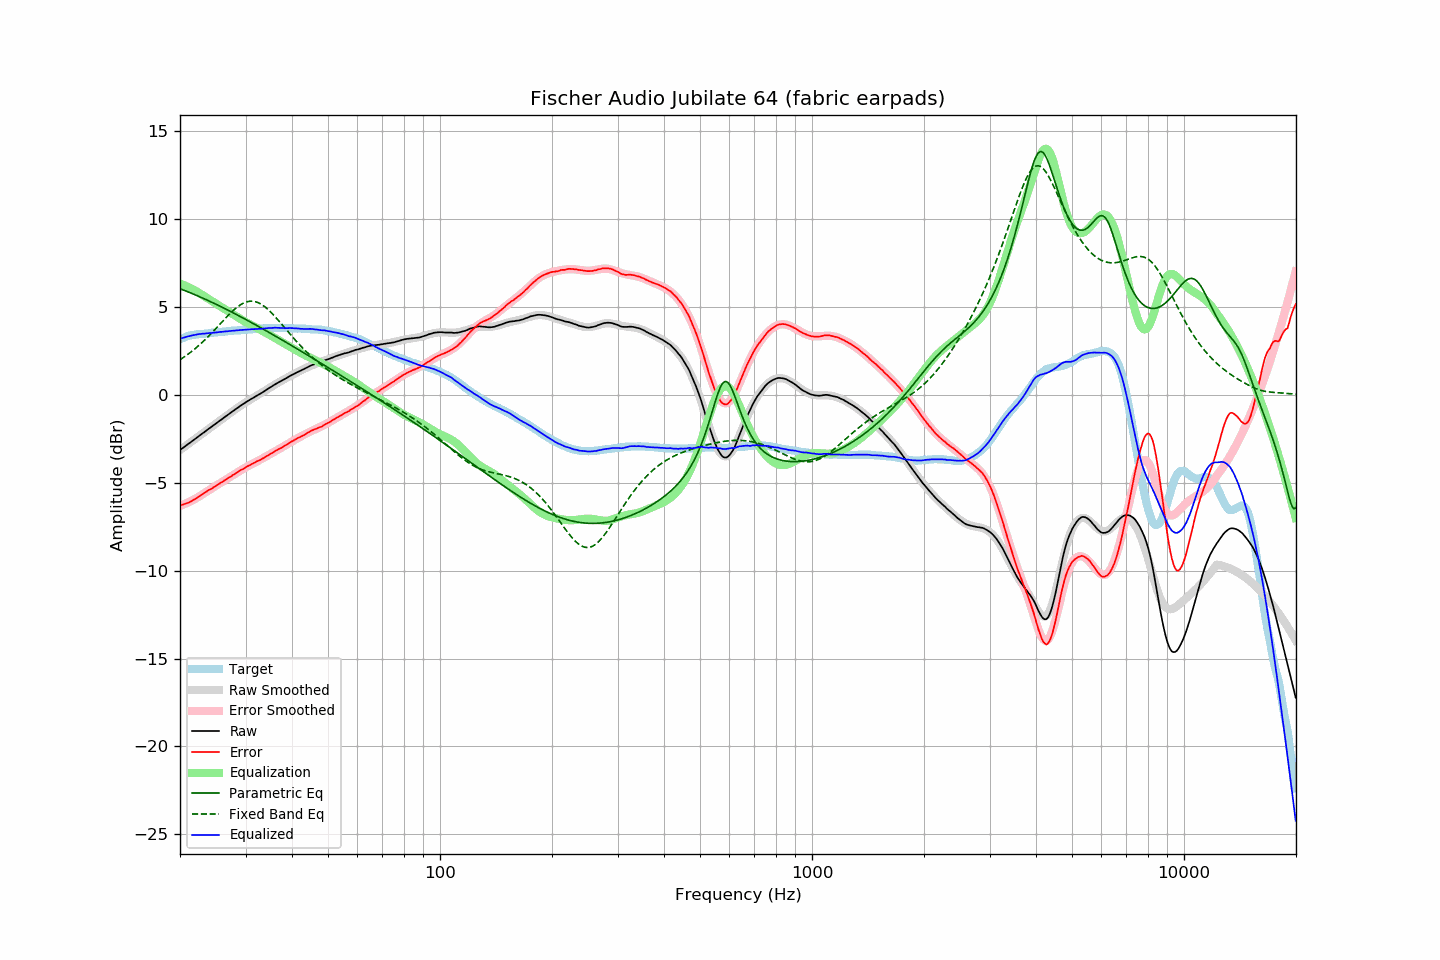 Fischer Audio Jubilate 64 (fabric earpads)
15
10
5
0
−5
−10
−15
−20
−25
Amplitude (dBr)
Target
Raw Smoothed
Error Smoothed
Raw
Error
Equalization
Parametric Eq
Fixed Band Eq
Equalized
100
1000
10000
Frequency (Hz)